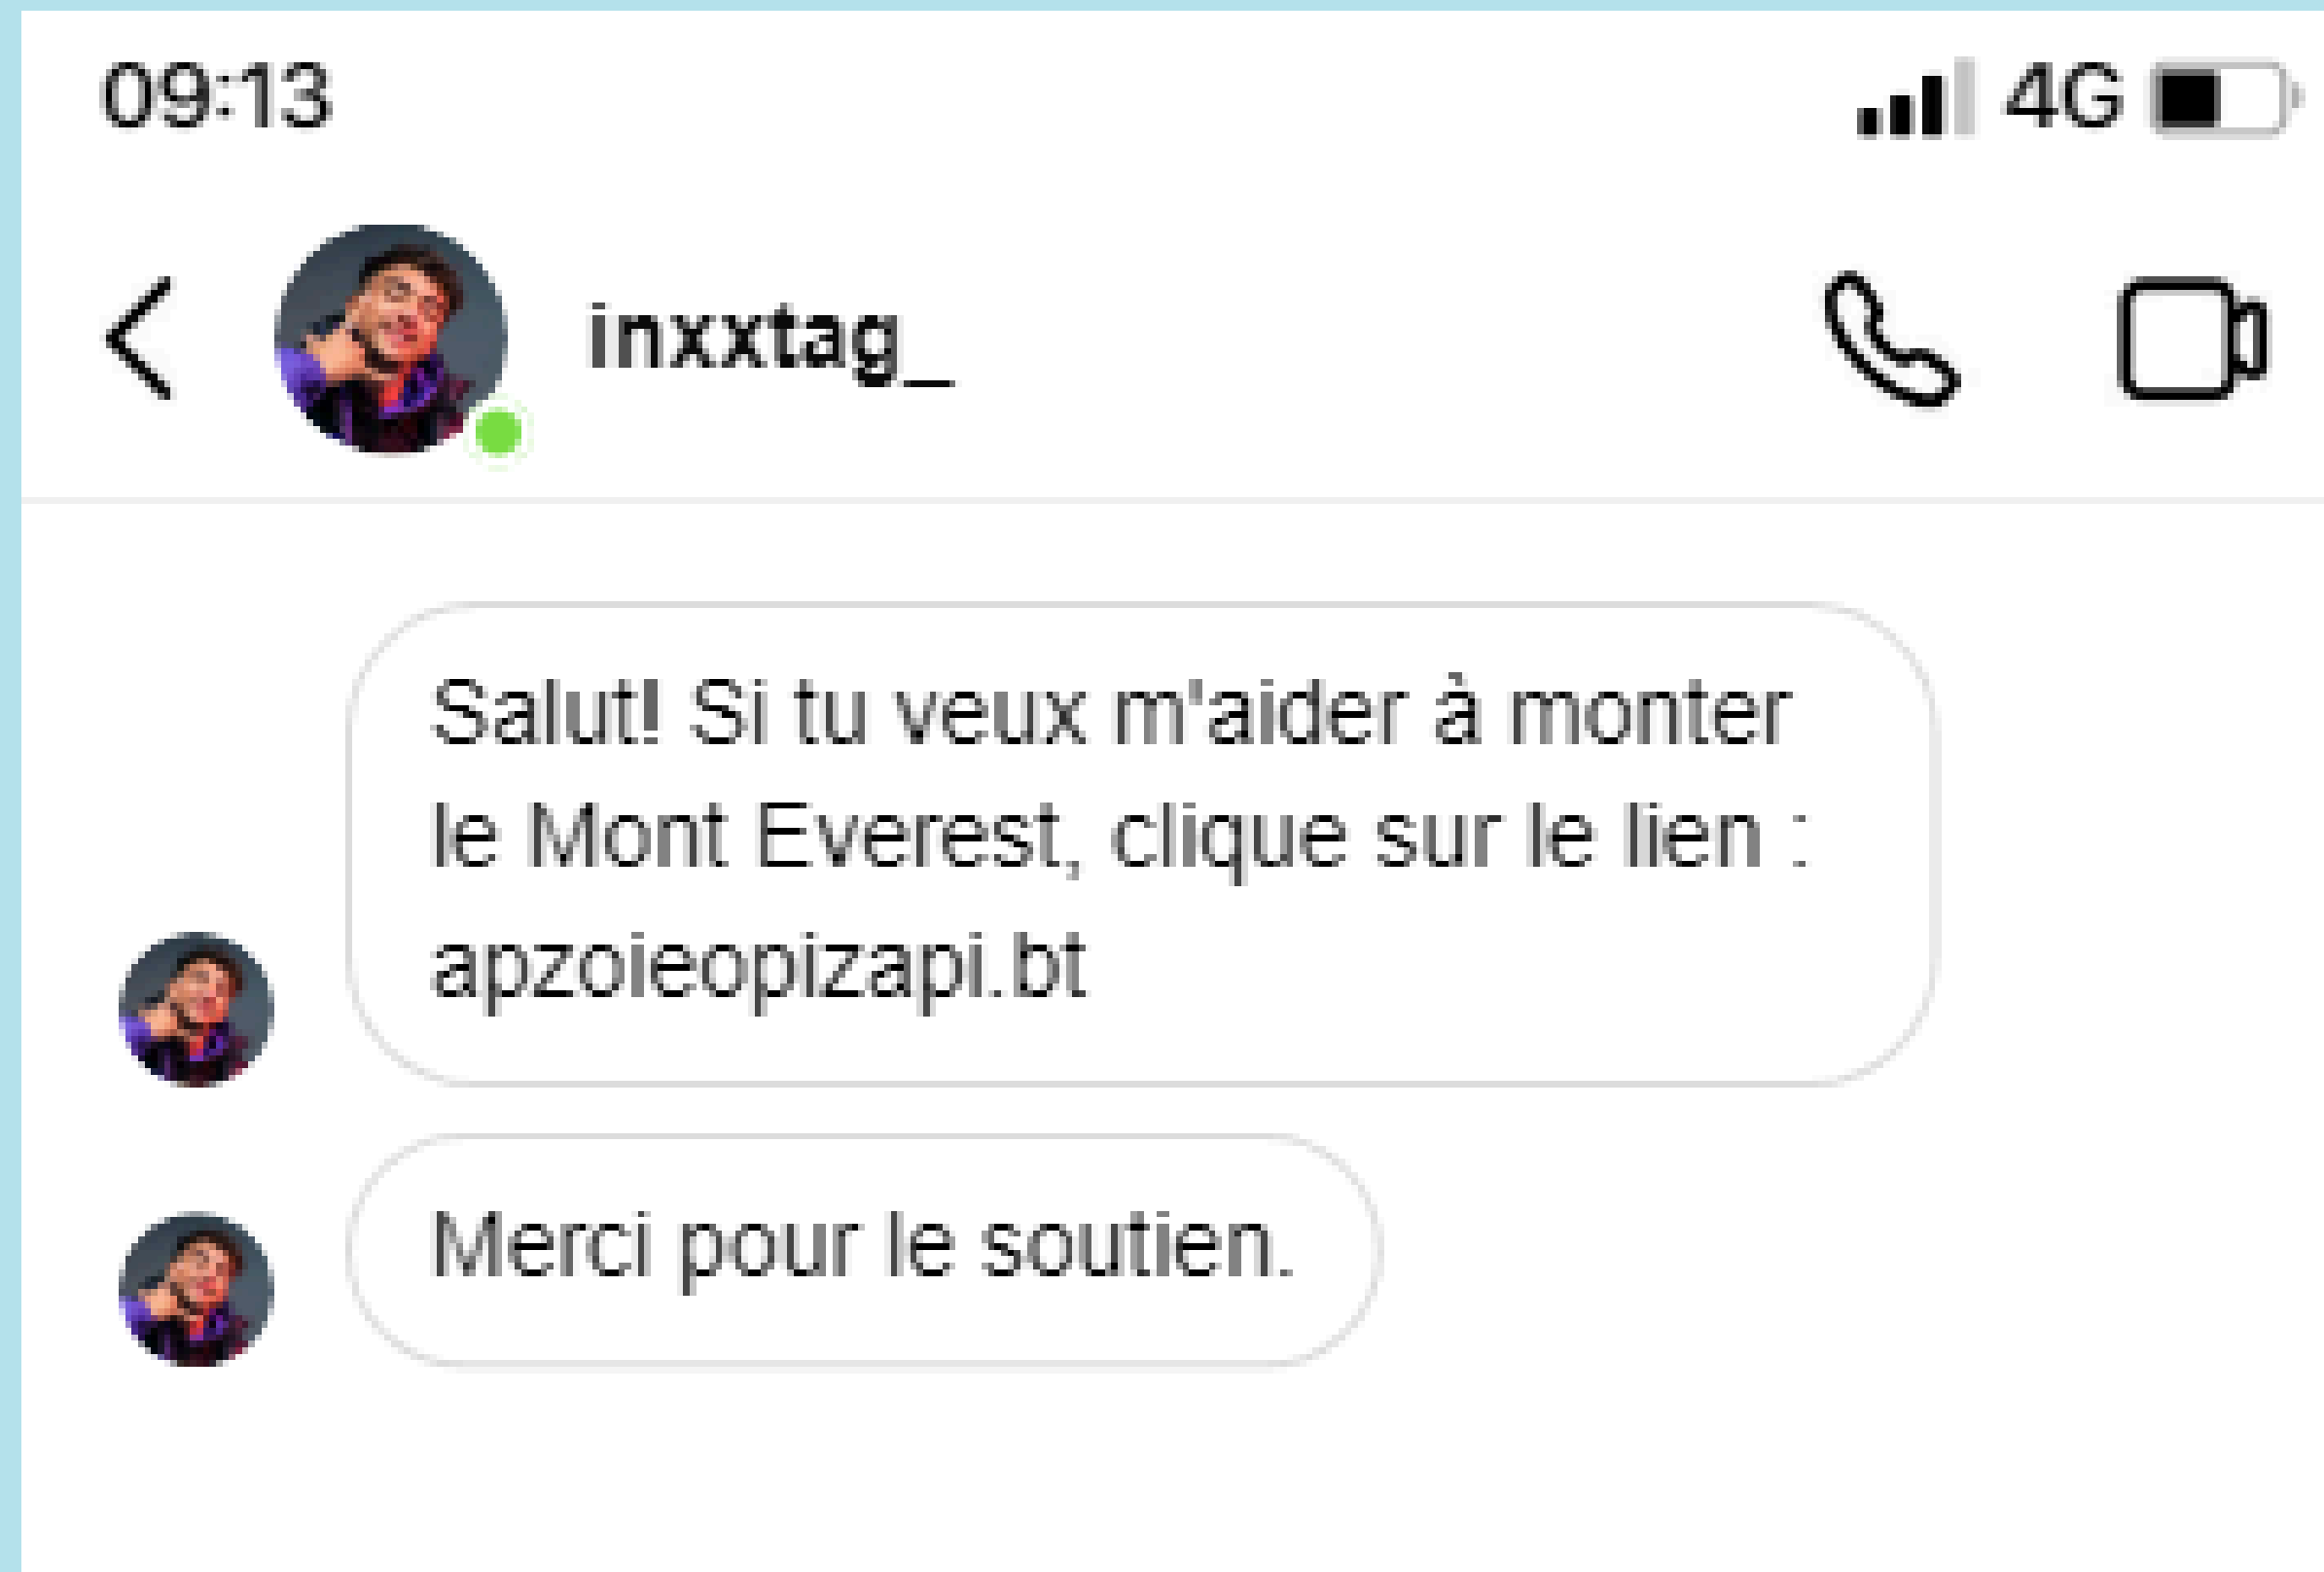 09:13 4G
inxxtag_
Salut! Si tu veux m'aider à monter
le Mont Everest, clique sur le lien :
apzoieopizapi.bt
Merci pour le soutien.